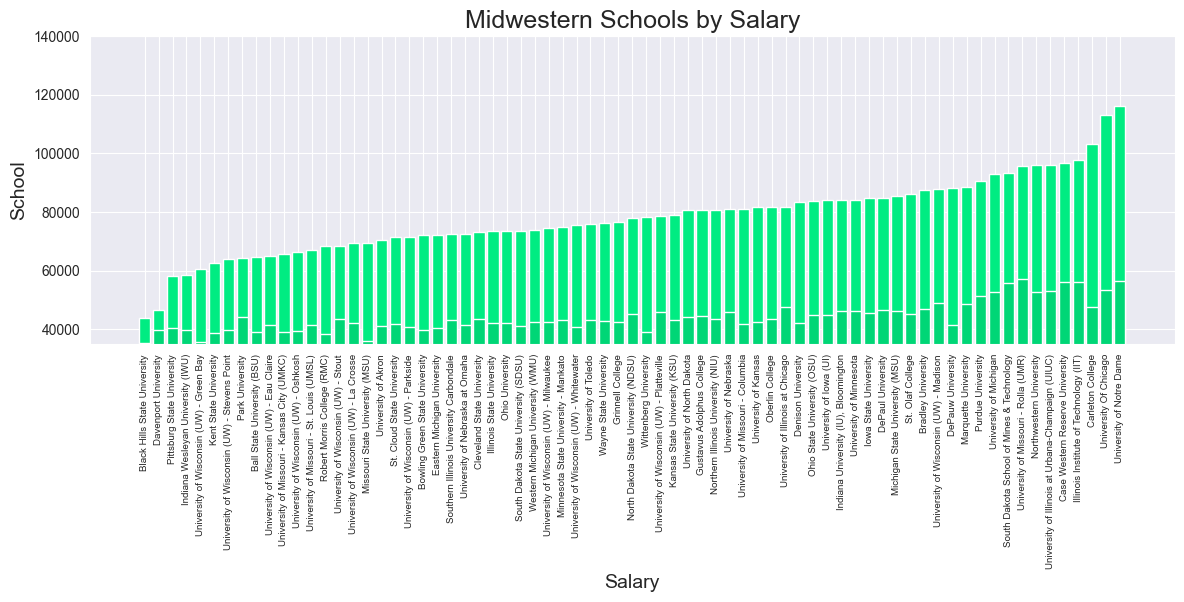 Midwestern Schools by Salary
140000
120000
100000
80000
60000
40000
School
Black Hills State University
Davenport University
Pittsburg State University
Indiana Wesleyan University (IWU)
University of Wisconsin (UW) - Green Bay
Kent State University
University of Wisconsin (UW) - Stevens Point
Park University
Ball State University (BSU)
University of Wisconsin (UW) - Eau Claire
University of Missouri - Kansas City (UMKC)
University of Wisconsin (UW) - Oshkosh
University of Missouri - St. Louis (UMSL)
Robert Morris College (RMC)
University of Wisconsin (UW) - Stout
University of Wisconsin (UW) - La Crosse
Missouri State University (MSU)
University of Akron
St. Cloud State University
University of Wisconsin (UW) - Parkside
Bowling Green State University
Eastern Michigan University
Southern Illinois University Carbondale
University of Nebraska at Omaha
Cleveland State University
Illinois State University
Ohio University
South Dakota State University (SDSU)
Western Michigan University (WMU)
University of Wisconsin (UW) - Milwaukee
Minnesota State University - Mankato
University of Wisconsin (UW) - Whitewater
University of Toledo
Wayne State University
Grinnell College
North Dakota State University (NDSU)
Wittenberg University
University of Wisconsin (UW) - Platteville
Kansas State University (KSU)
University of North Dakota
Gustavus Adolphus College
Northern Illinois University (NIU)
University of Nebraska
University of Missouri - Columbia
University of Kansas
Oberlin College
University of Illinois at Chicago
Denison University
Ohio State University (OSU)
University of Iowa (UI)
Indiana University (IU), Bloomington
University of Minnesota
Iowa State University
DePaul University
Michigan State University (MSU)
St. Olaf College
Bradley University
University of Wisconsin (UW) - Madison
DePauw University
Marquette University
Purdue University
University of Michigan
South Dakota School of Mines & Technology
University of Missouri - Rolla (UMR)
Northwestern University
University of Illinois at Urbana-Champaign (UIUC)
Case Western Reserve University
Illinois Institute of Technology (IIT)
Carleton College
University Of Chicago
University of Notre Dame
Salary